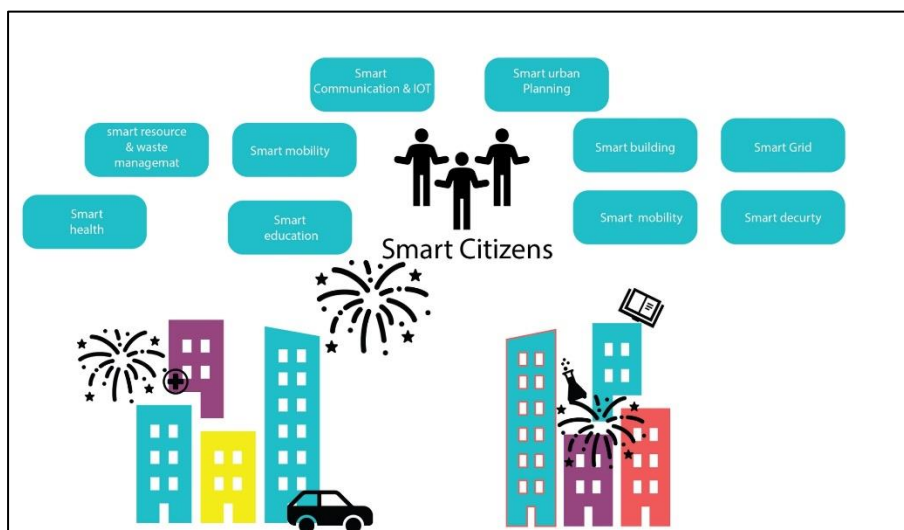 Smart
Communication & IOT
Smart urban
Planning
smart resource
& waste
managemat
Smart mobility
Smart building
Smart Grid
Smart
health
Smart
education
Smart mobility
Smart decurty
Smart Citizens